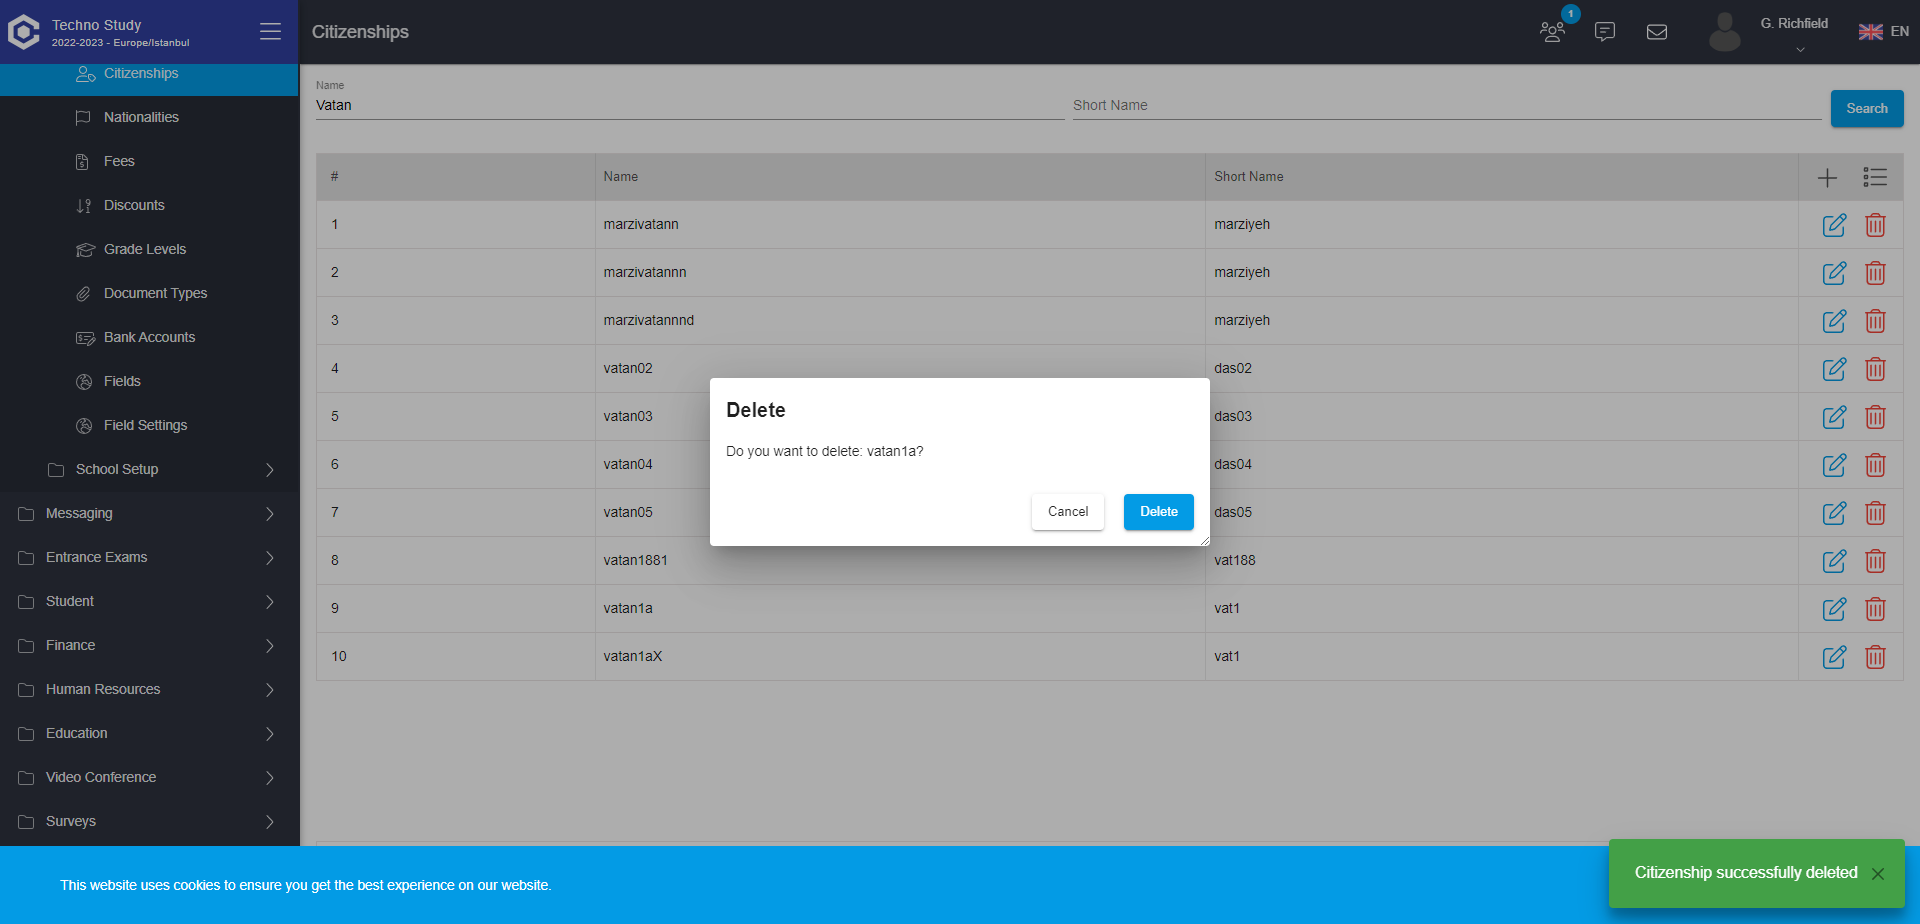 Techno Study
2022-2023 - Europe/Istanbul
Citizenships
1
G. Richfield
EN
Citizenships
Nationalities
Fees
Discounts
Grade Levels
Document Types
Bank Accounts
Fields
Field Settings
School Setup
Messaging
Entrance Exams
Student
Finance
Human Resources
Education
Video Conference
Surveys
Name
Vatan
Short Name
Search
# Name Short Name
1 marzivatann marziyeh
2 marzivatannn marziyeh
3 marzivatannnd marziyeh
4 vatan02 das02
5 vatan03 das03
6 vatan04 das04
7 vatan05 das05
8 vatan1881 vat188
9 vatan1a vat1
10 vatan1aX vat1
Delete
Do you want to delete: vatan1a?
Cancel Delete
This website uses cookies to ensure you get the best experience on our website.
Citizenship successfully deleted